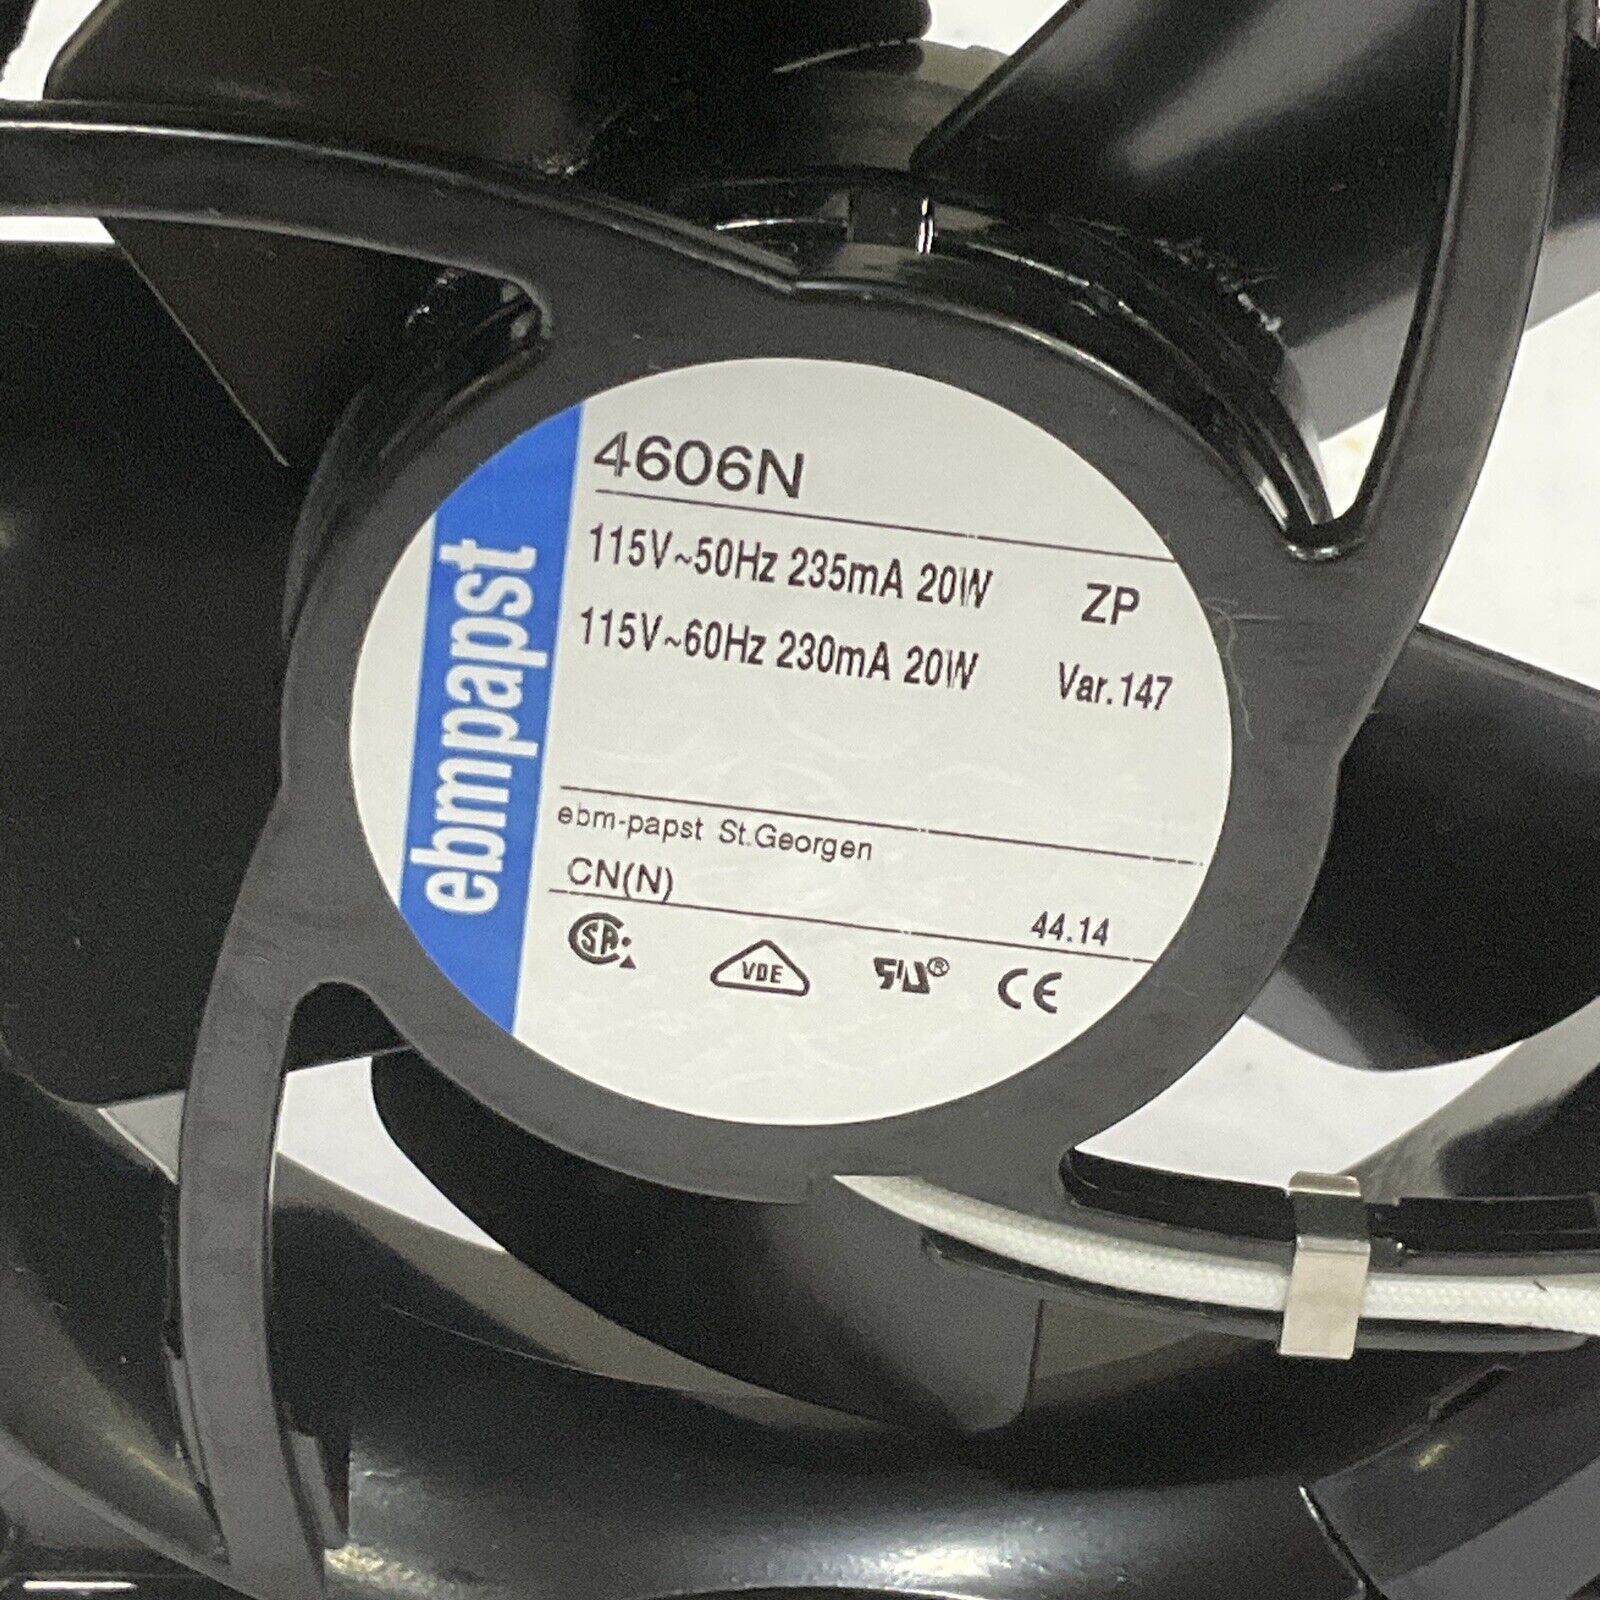 4606N
115V~50Hz 235mA 20W ZP
115V~60Hz 230mA 20W Var.147
ebmpapst
ebm-papst St.Georgen
CN(N)
44.14
SA
VDE
CE